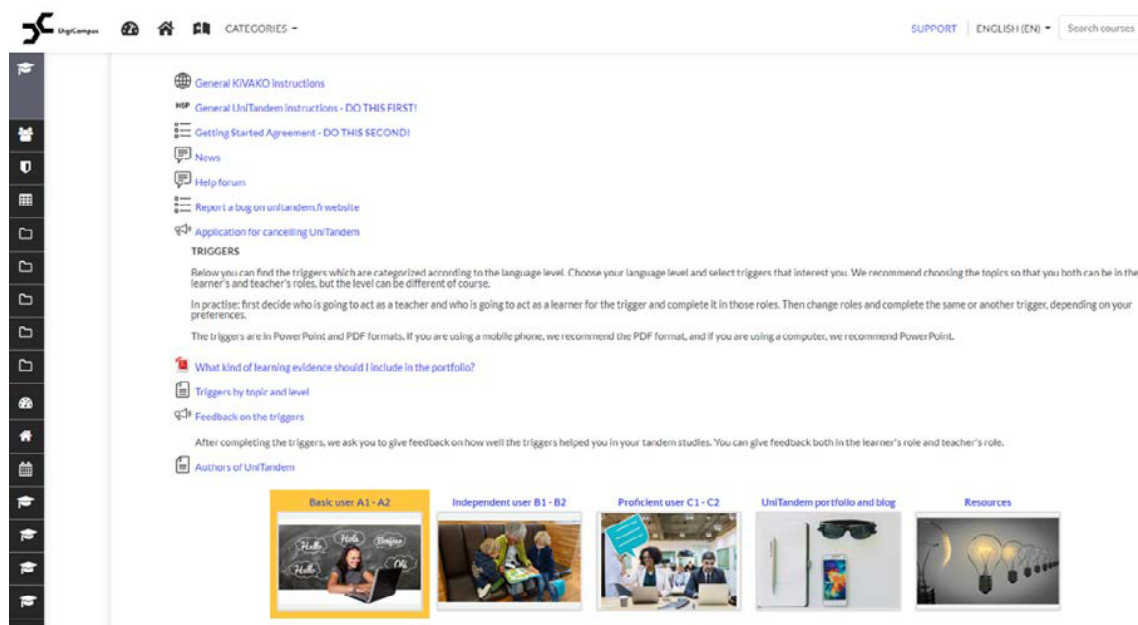 DigiCampus CATEGORIES SUPPORT ENGLISH (EN) Search courses
General KiVAKO instructions
H5P General UniTandem instructions - DO THIS FIRST!
Getting Started Agreement - DO THIS SECOND!
News
Help forum
Report a bug on unitandem.fi website
Application for cancelling UniTandem
TRIGGERS
Below you can find the triggers which are categorized according to the language level. Choose your language level and select triggers that interest you. We recommend choosing the topics so that you both can be in the
learner's and teacher's roles, but the level can be different of course.
In practise: first decide who is going to act as a teacher and who is going to act as a learner for the trigger and complete it in those roles. Then change roles and complete the same or another trigger, depending on your
preferences.
The triggers are in PowerPoint and PDF formats. If you are using a mobile phone, we recommend the PDF format, and if you are using a computer, we recommend PowerPoint.
What kind of learning evidence should I include in the portfolio?
Triggers by topic and level
Feedback on the triggers
After completing the triggers, we ask you to give feedback on how well the triggers helped you in your tandem studies. You can give feedback both in the learner's role and teacher's role.
Authors of UniTandem
Basic user A1 - A2 Independent user B1 - B2 Proficient user C1 - C2 UniTandem portfolio and blog Resources
Hallo Hola Bonjour
Hello Olá